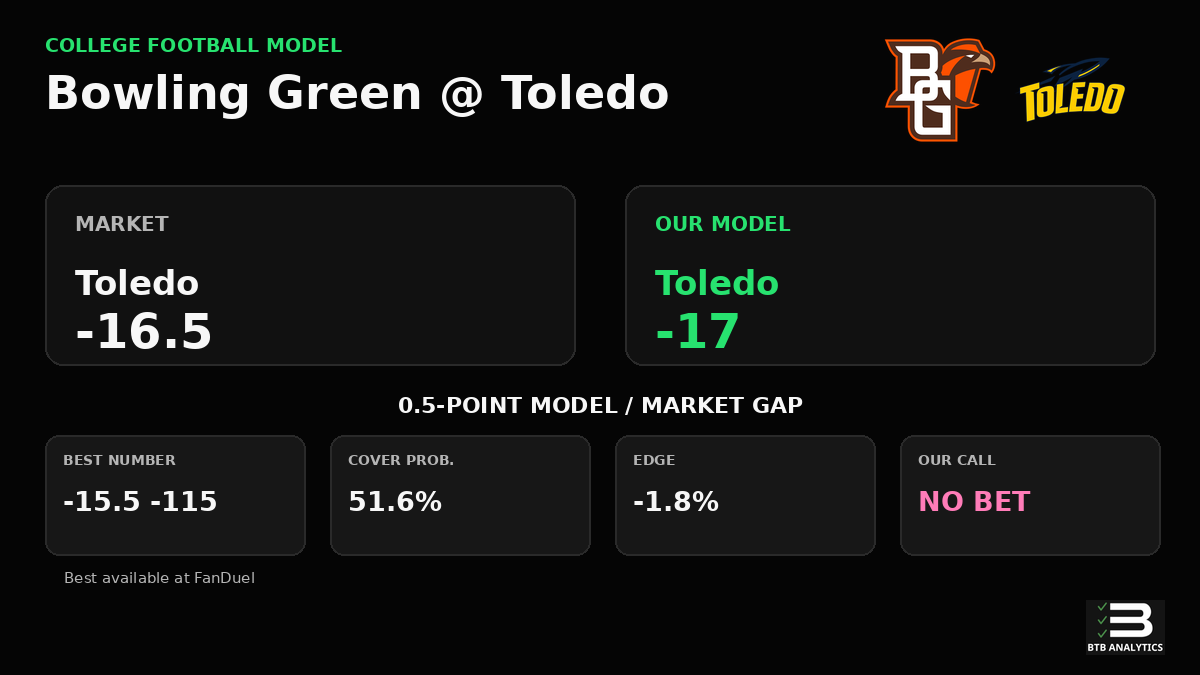 COLLEGE FOOTBALL MODEL
Bowling Green @ Toledo
BG
TOLEDO
MARKET
Toledo
-16.5
OUR MODEL
Toledo
-17
0.5-POINT MODEL / MARKET GAP
BEST NUMBER
-15.5 -115
COVER PROB.
51.6%
EDGE
-1.8%
OUR CALL
NO BET
Best available at FanDuel
B
BTB ANALYTICS